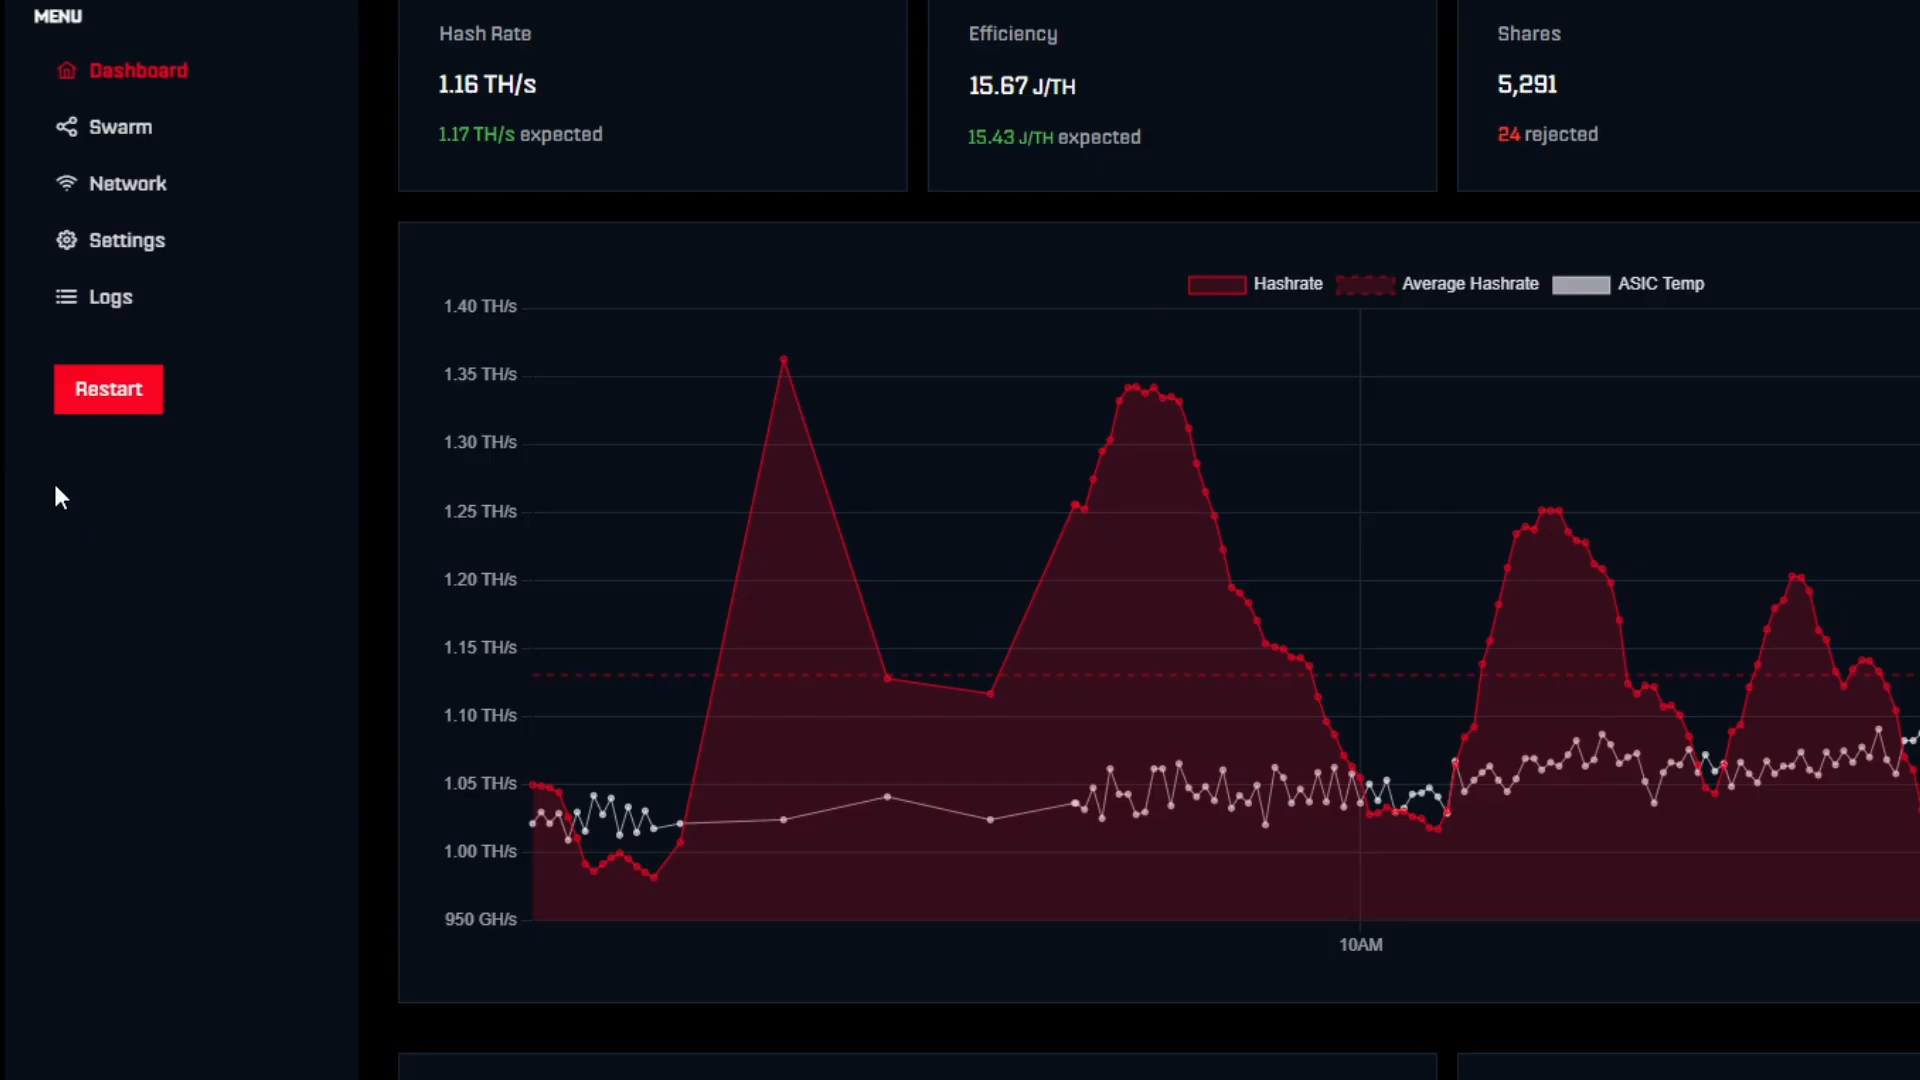 MENU
Dashboard
Swarm
Network
Settings
Logs
Restart
Hash Rate
1.16 TH/s
1.17 TH/s expected
Efficiency
15.67 J/TH
15.43 J/TH expected
Shares
5,291
24 rejected
Hashrate
Average Hashrate
ASIC Temp
1.40 TH/s
1.35 TH/s
1.30 TH/s
1.25 TH/s
1.20 TH/s
1.15 TH/s
1.10 TH/s
1.05 TH/s
1.00 TH/s
950 GH/s
10AM